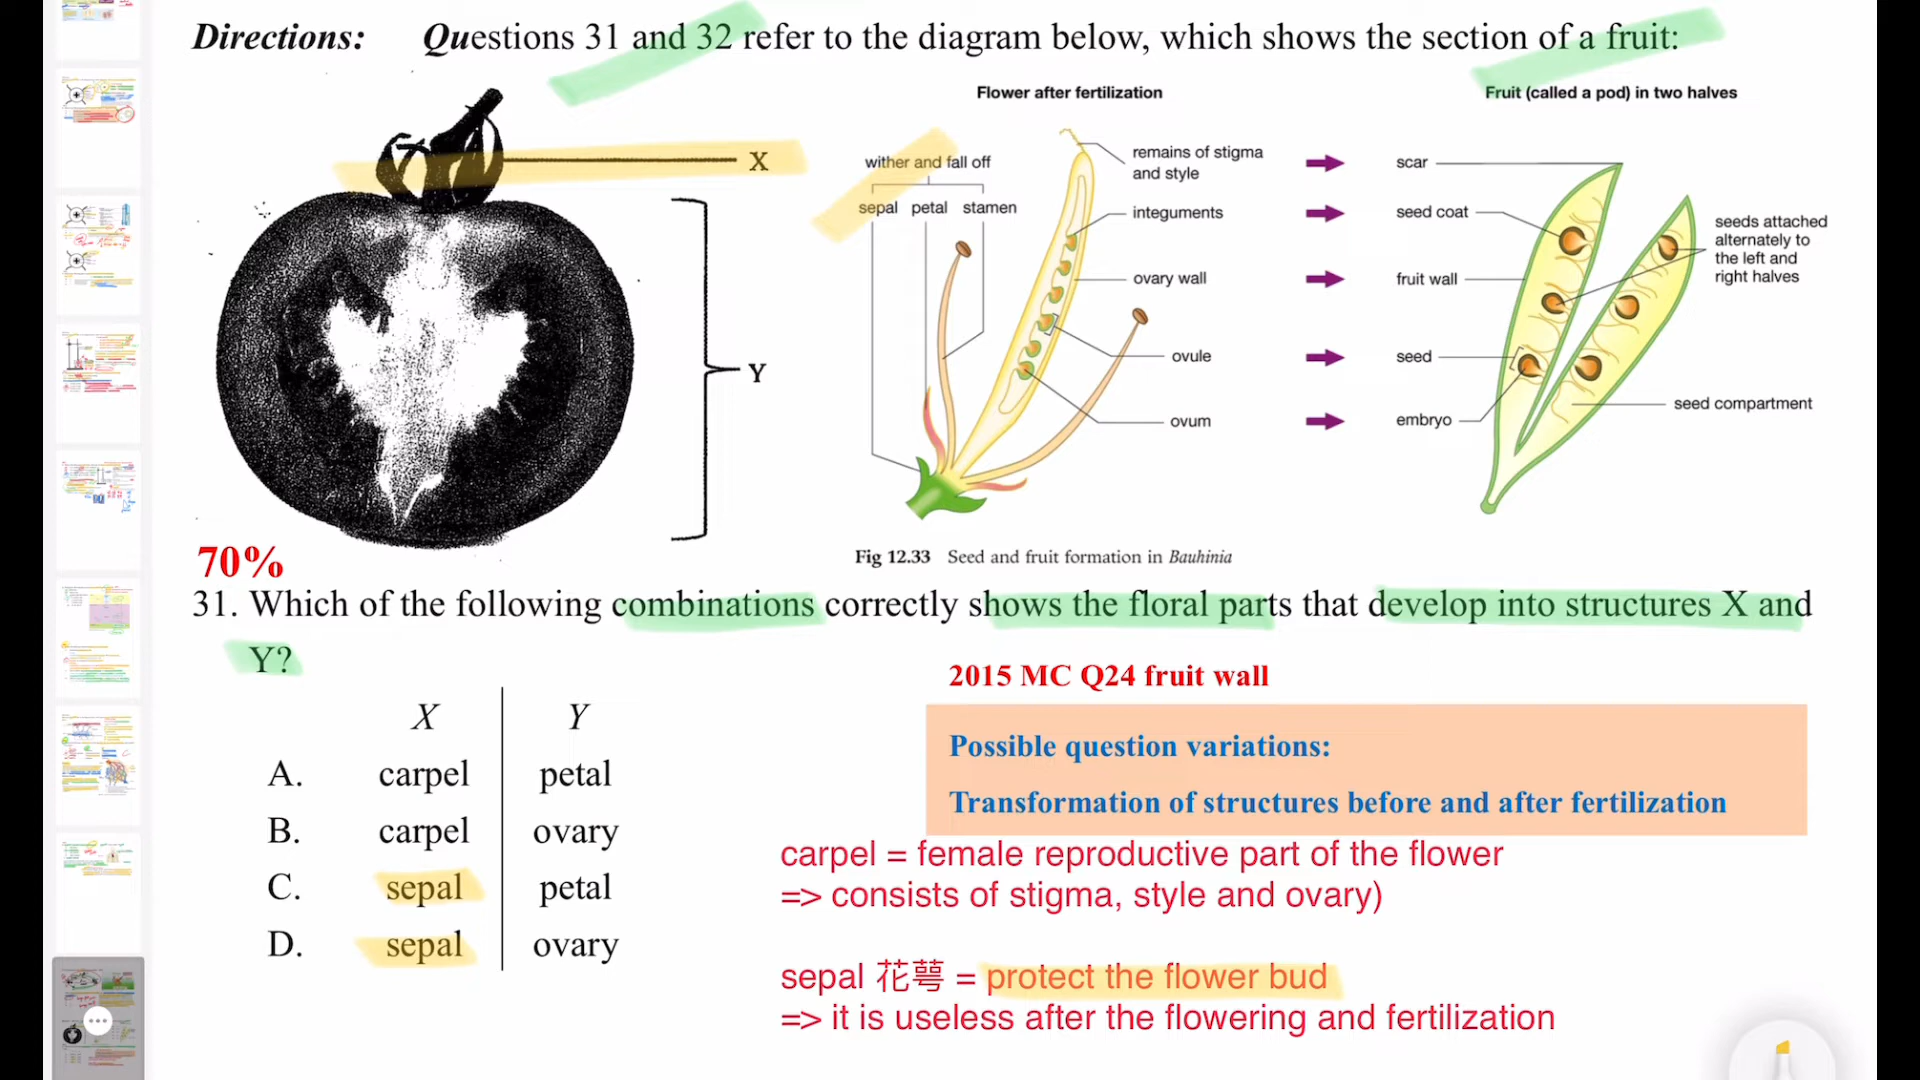 Directions: Questions 31 and 32 refer to the diagram below, which shows the section of a fruit:
Flower after fertilization
Fruit (called a pod) in two halves
X
Y
wither and fall off
sepal petal stamen
remains of stigma
and style
integuments
ovary wall
ovule
ovum
scar
seed coat
fruit wall
seed
embryo
seeds attached
alternately to
the left and
right halves
seed compartment
Fig 12.33 Seed and fruit formation in Bauhinia
70%
31. Which of the following combinations correctly shows the floral parts that develop into structures X and
Y?
X Y
A. carpel petal
B. carpel ovary
C. sepal petal
D. sepal ovary
2015 MC Q24 fruit wall
Possible question variations:
Transformation of structures before and after fertilization
carpel = female reproductive part of the flower
=> consists of stigma, style and ovary)
sepal 花萼 = protect the flower bud
=> it is useless after the flowering and fertilization